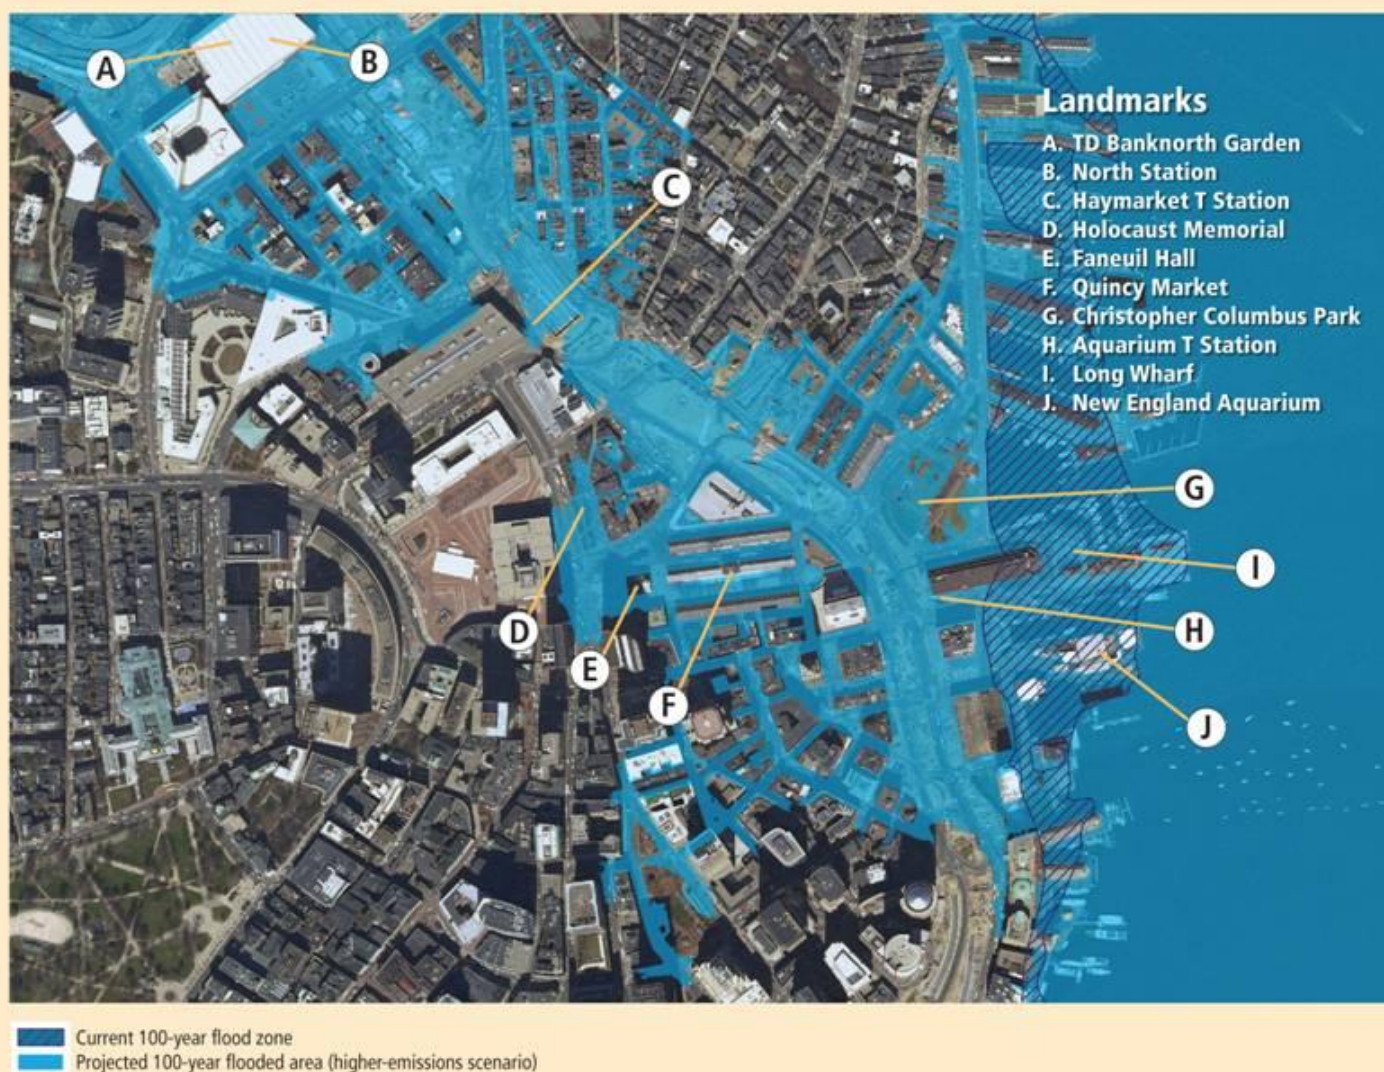 A
B
C
Landmarks
A. TD Banknorth Garden
B. North Station
C. Haymarket T Station
D. Holocaust Memorial
E. Faneuil Hall
F. Quincy Market
G. Christopher Columbus Park
H. Aquarium T Station
I. Long Wharf
J. New England Aquarium
G
I
D
H
E
F
J
Current 100-year flood zone
Projected 100-year flooded area (higher-emissions scenario)